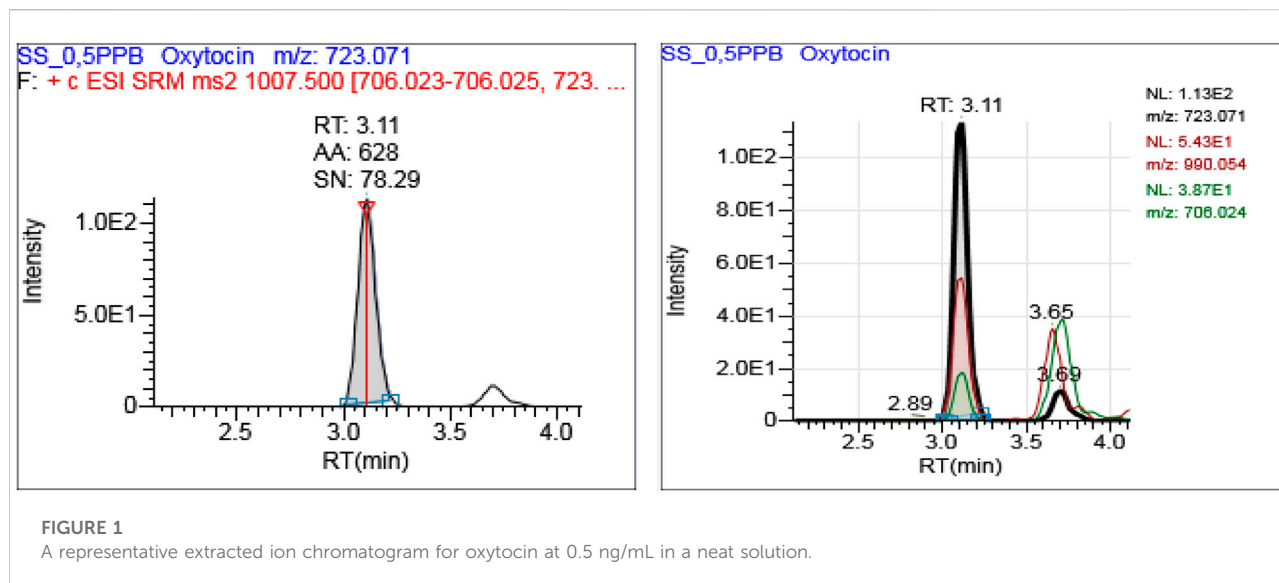 SS_0,5PPB Oxytocin m/z: 723.071
F: + c ESI SRM ms2 1007.500 [706.023-706.025, 723. ...
RT: 3.11
AA: 628
SN: 78.29
1.0E2
5.0E1
0
Intensity
2.5 3.0 3.5 4.0
RT(min)
SS_0,5PPB Oxytocin
NL: 1.13E2
m/z: 723.071
NL: 5.43E1
m/z: 990.054
NL: 3.87E1
m/z: 706.024
RT: 3.11
1.0E2
8.0E1
6.0E1
4.0E1
2.0E1
0
Intensity
3.65
3.69
2.89
2.5 3.0 3.5 4.0
RT(min)
FIGURE 1
A representative extracted ion chromatogram for oxytocin at 0.5 ng/mL in a neat solution.